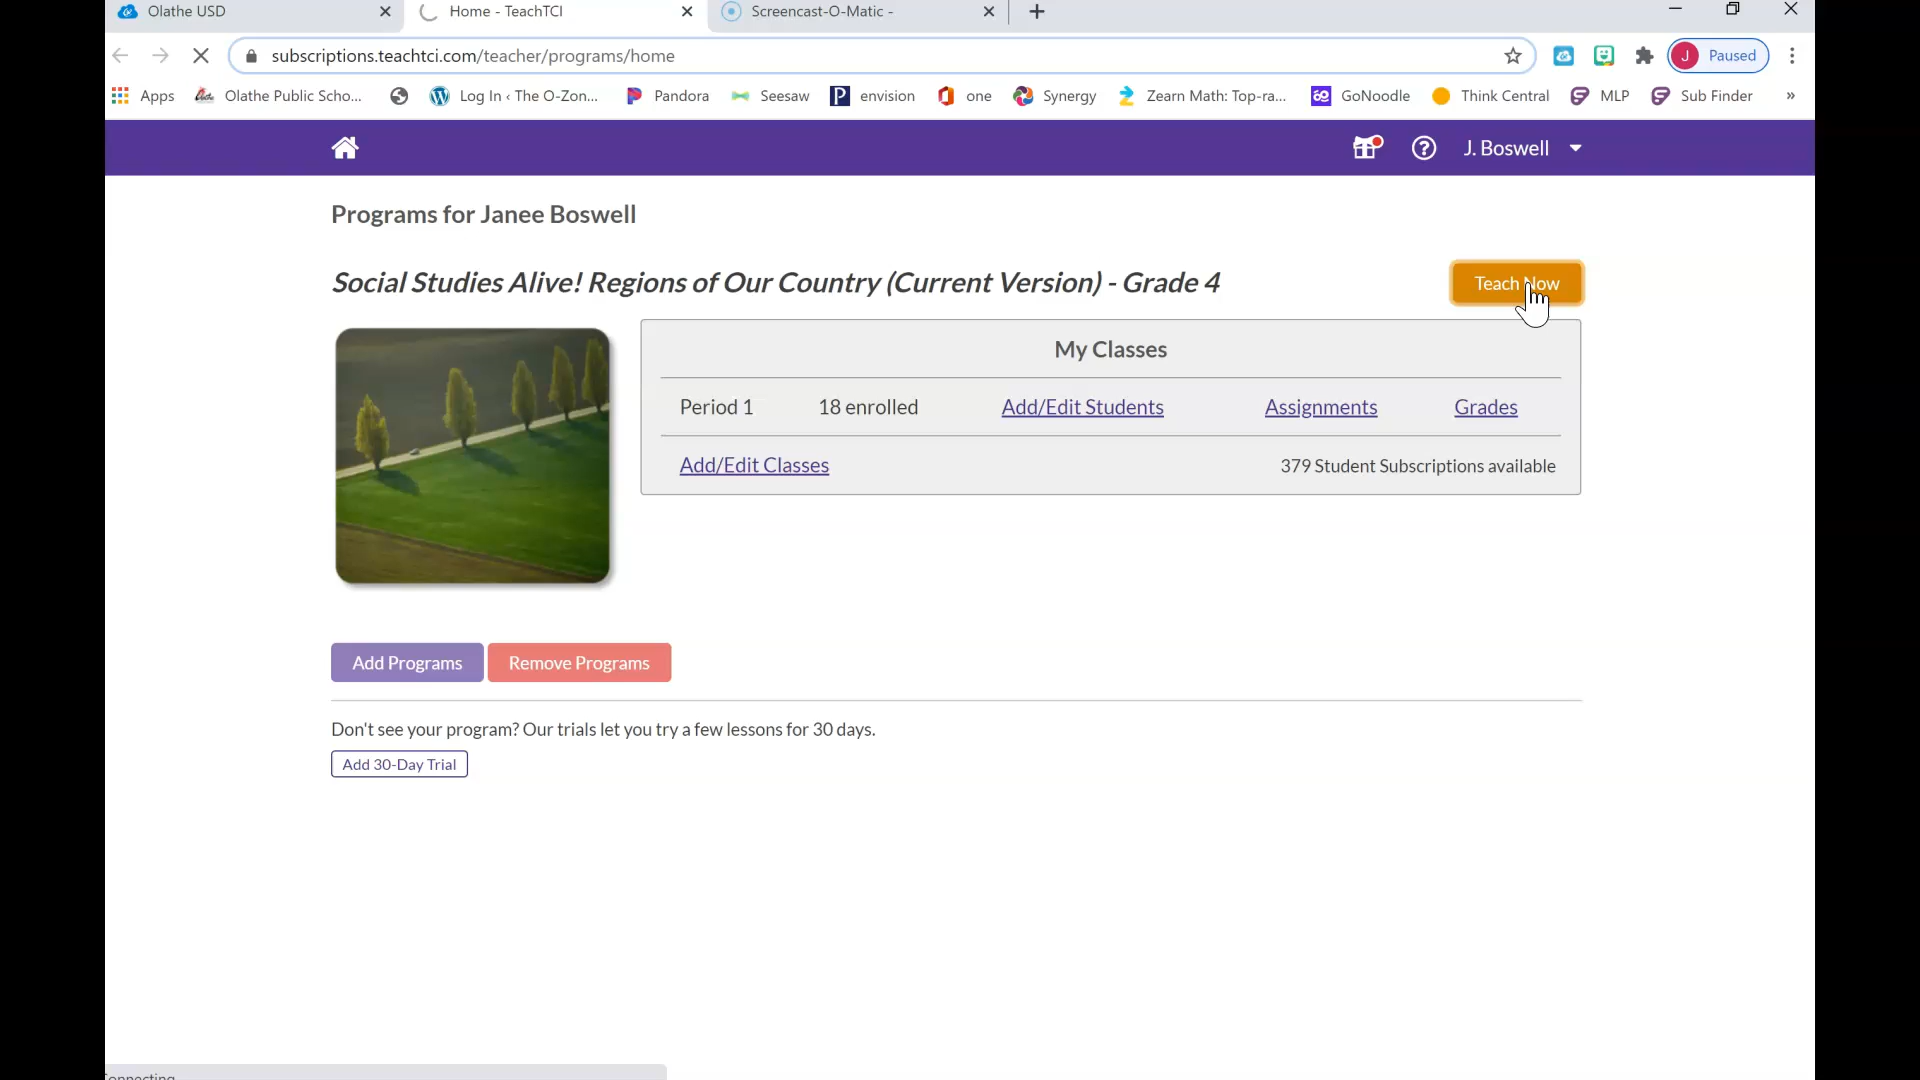 Olathe USD
Home - TeachTCI
Screencast-O-Matic -
subscriptions.teachtci.com/teacher/programs/home
J
Paused
Apps
Olathe Public Scho...
Log In ‹ The O-Zon...
Pandora
Seesaw
envision
one
Synergy
Zearn Math: Top-ra...
GoNoodle
Think Central
MLP
Sub Finder
»
J. Boswell
Programs for Janee Boswell
Social Studies Alive! Regions of Our Country (Current Version) - Grade 4
Teach Now
My Classes
Period 1 18 enrolled Add/Edit Students Assignments Grades
Add/Edit Classes 379 Student Subscriptions available
Add Programs Remove Programs
Don't see your program? Our trials let you try a few lessons for 30 days.
Add 30-Day Trial